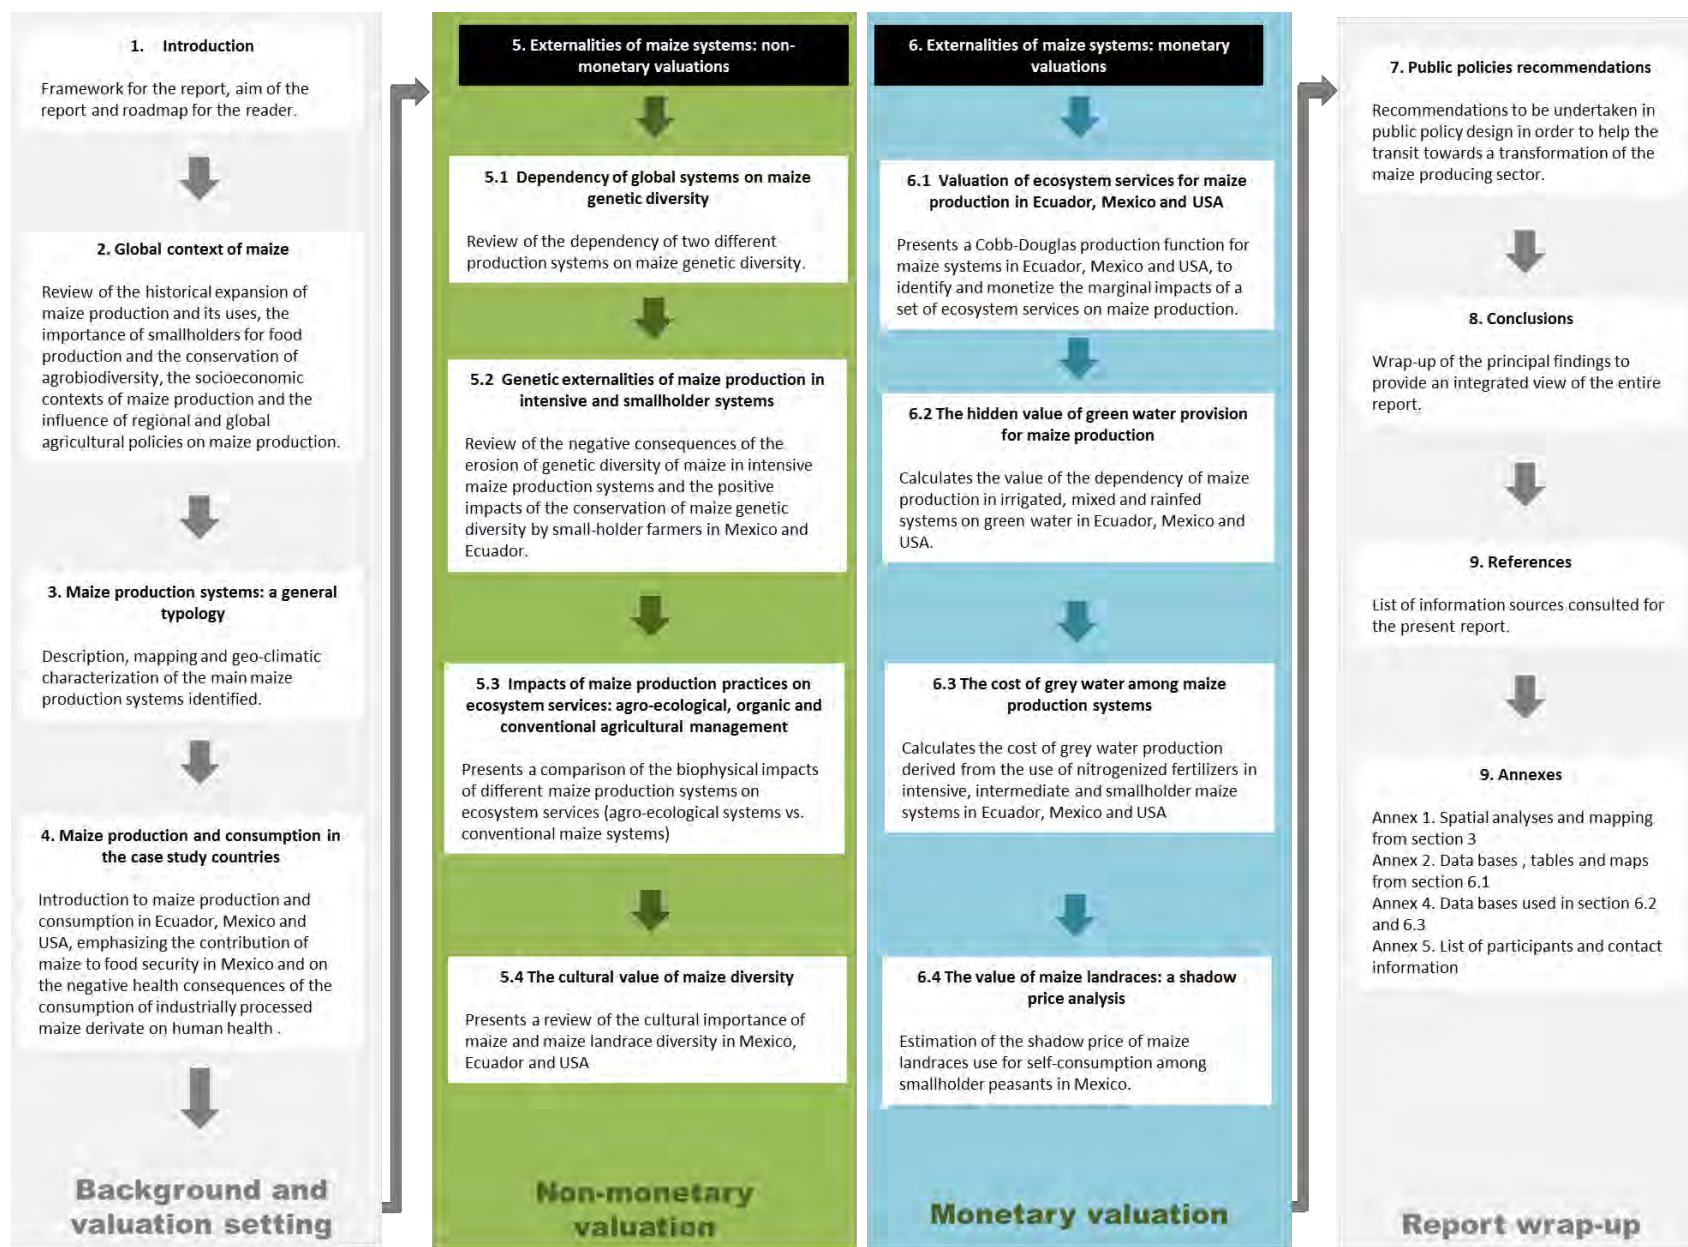 1. Introduction
Framework for the report, aim of the
report and roadmap for the reader.
2. Global context of maize
Review of the historical expansion of
maize production and its uses, the
importance of smallholders for food
production and the conservation of
agrobiodiversity, the socioeconomic
contexts of maize production and the
influence of regional and global
agricultural policies on maize production.
3. Maize production systems: a general
typology
Description, mapping and geo-climatic
characterization of the main maize
production systems identified.
4. Maize production and consumption in
the case study countries
Introduction to maize production and
consumption in Ecuador, Mexico and
USA, emphasizing the contribution of
maize to food security in Mexico and on
the negative health consequences of the
consumption of industrially processed
maize derivate on human health .
Background and
valuation setting
5. Externalities of maize systems: non-
monetary valuations
5.1 Dependency of global systems on maize
genetic diversity
Review of the dependency of two different
production systems on maize genetic diversity.
5.2 Genetic externalities of maize production in
intensive and smallholder systems
Review of the negative consequences of the
erosion of genetic diversity of maize in intensive
maize production systems and the positive
impacts of the conservation of maize genetic
diversity by small-holder farmers in Mexico and
Ecuador.
5.3 Impacts of maize production practices on
ecosystem services: agro-ecological, organic and
conventional agricultural management
Presents a comparison of the biophysical impacts
of different maize production systems on
ecosystem services (agro-ecological systems vs.
conventional maize systems)
5.4 The cultural value of maize diversity
Presents a review of the cultural importance of
maize and maize landrace diversity in Mexico,
Ecuador and USA
Non-monetary
valuation
6. Externalities of maize systems: monetary
valuations
6.1 Valuation of ecosystem services for maize
production in Ecuador, Mexico and USA
Presents a Cobb-Douglas production function for
maize systems in Ecuador, Mexico and USA, to
identify and monetize the marginal impacts of a
set of ecosystem services on maize production.
6.2 The hidden value of green water provision
for maize production
Calculates the value of the dependency of maize
production in irrigated, mixed and rainfed
systems on green water in Ecuador, Mexico and
USA.
6.3 The cost of grey water among maize
production systems
Calculates the cost of grey water production
derived from the use of nitrogenized fertilizers in
intensive, intermediate and smallholder maize
systems in Ecuador, Mexico and USA
6.4 The value of maize landraces: a shadow
price analysis
Estimation of the shadow price of maize
landraces use for self-consumption among
smallholder peasants in Mexico.
Monetary valuation
7. Public policies recommendations
Recommendations to be undertaken in
public policy design in order to help the
transit towards a transformation of the
maize producing sector.
8. Conclusions
Wrap-up of the principal findings to
provide an integrated view of the entire
report.
9. References
List of information sources consulted for
the present report.
9. Annexes
Annex 1. Spatial analyses and mapping
from section 3
Annex 2. Data bases , tables and maps
from section 6.1
Annex 4. Data bases used in section 6.2
and 6.3
Annex 5. List of participants and contact
information
Report wrap-up